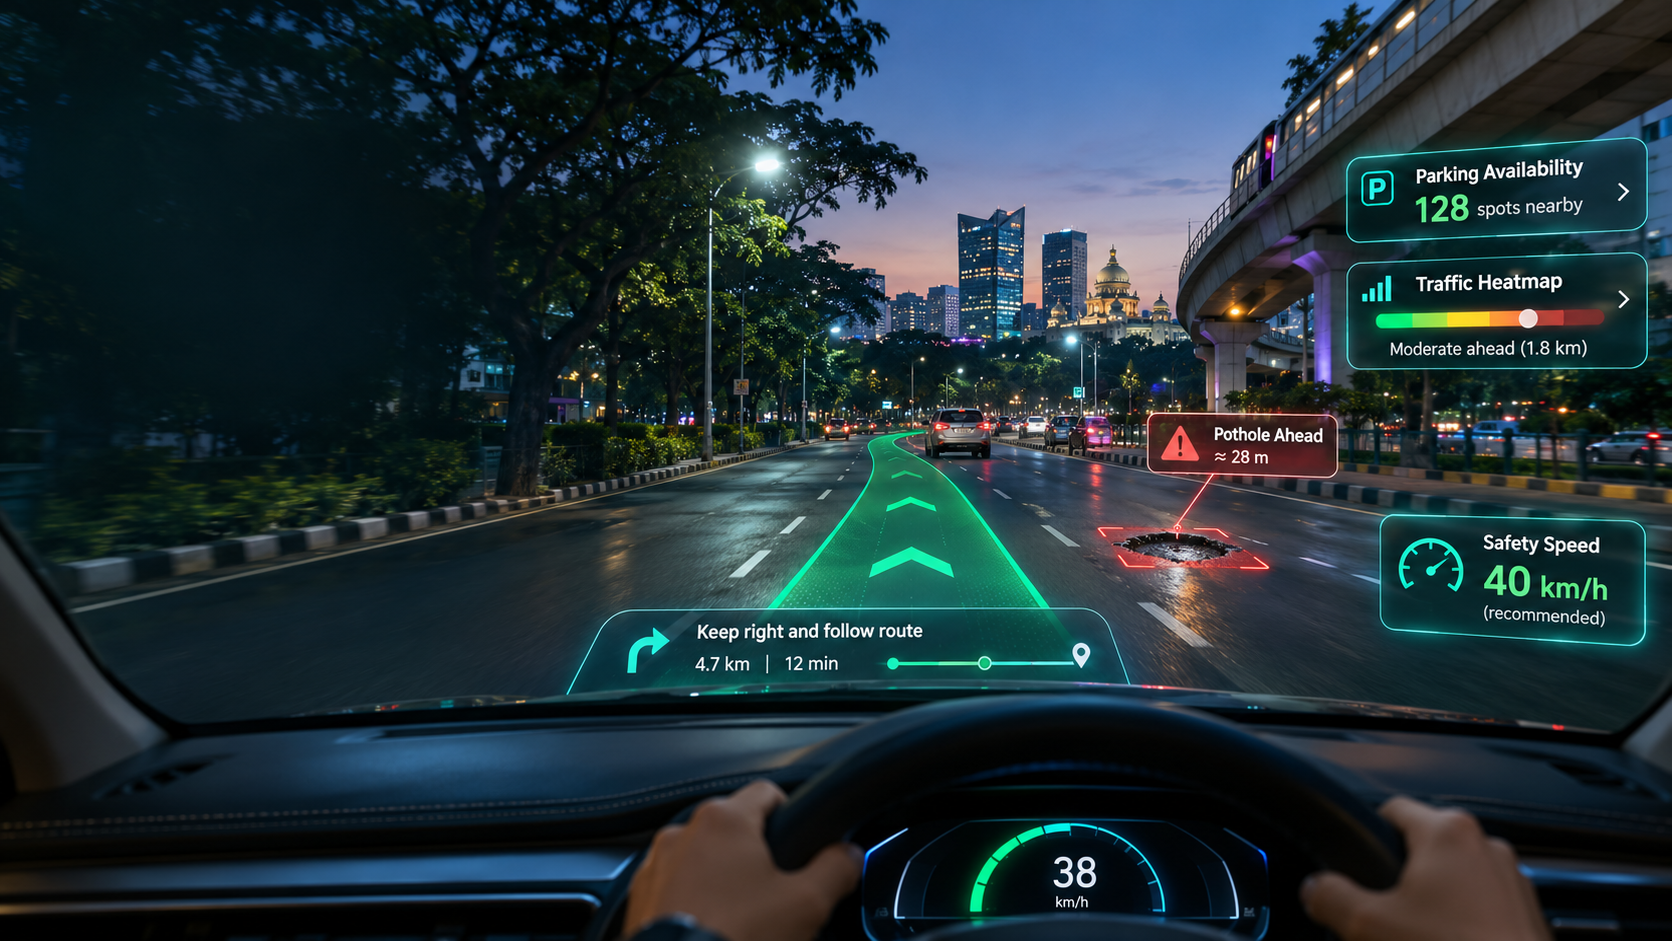 P
Parking Availability
128 spots nearby
Traffic Heatmap
Moderate ahead (1.8 km)
Pothole Ahead
≈ 28 m
Safety Speed
40 km/h
(recommended)
Keep right and follow route
4.7 km | 12 min
38
km/h